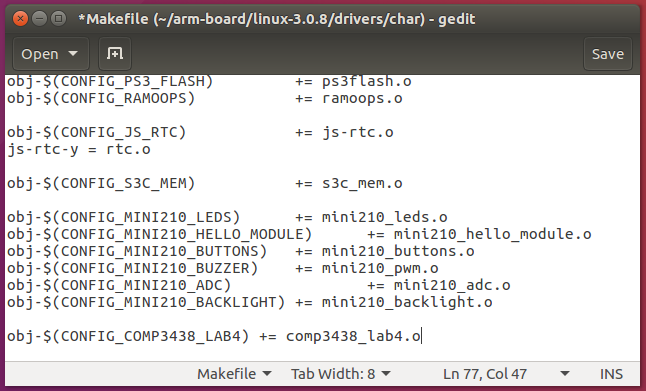 *Makefile (~/arm-board/linux-3.0.8/drivers/char) - gedit
Open Save
obj-$(CONFIG_PS3_FLASH) += ps3flash.o
obj-$(CONFIG_RAMOOPS) += ramoops.o
obj-$(CONFIG_JS_RTC) += js-rtc.o
js-rtc-y = rtc.o
obj-$(CONFIG_S3C_MEM) += s3c_mem.o
obj-$(CONFIG_MINI210_LEDS) += mini210_leds.o
obj-$(CONFIG_MINI210_HELLO_MODULE) += mini210_hello_module.o
obj-$(CONFIG_MINI210_BUTTONS) += mini210_buttons.o
obj-$(CONFIG_MINI210_BUZZER) += mini210_pwm.o
obj-$(CONFIG_MINI210_ADC) += mini210_adc.o
obj-$(CONFIG_MINI210_BACKLIGHT) += mini210_backlight.o
obj-$(CONFIG_COMP3438_LAB4) += comp3438_lab4.o
Makefile Tab Width: 8 Ln 77, Col 47 INS